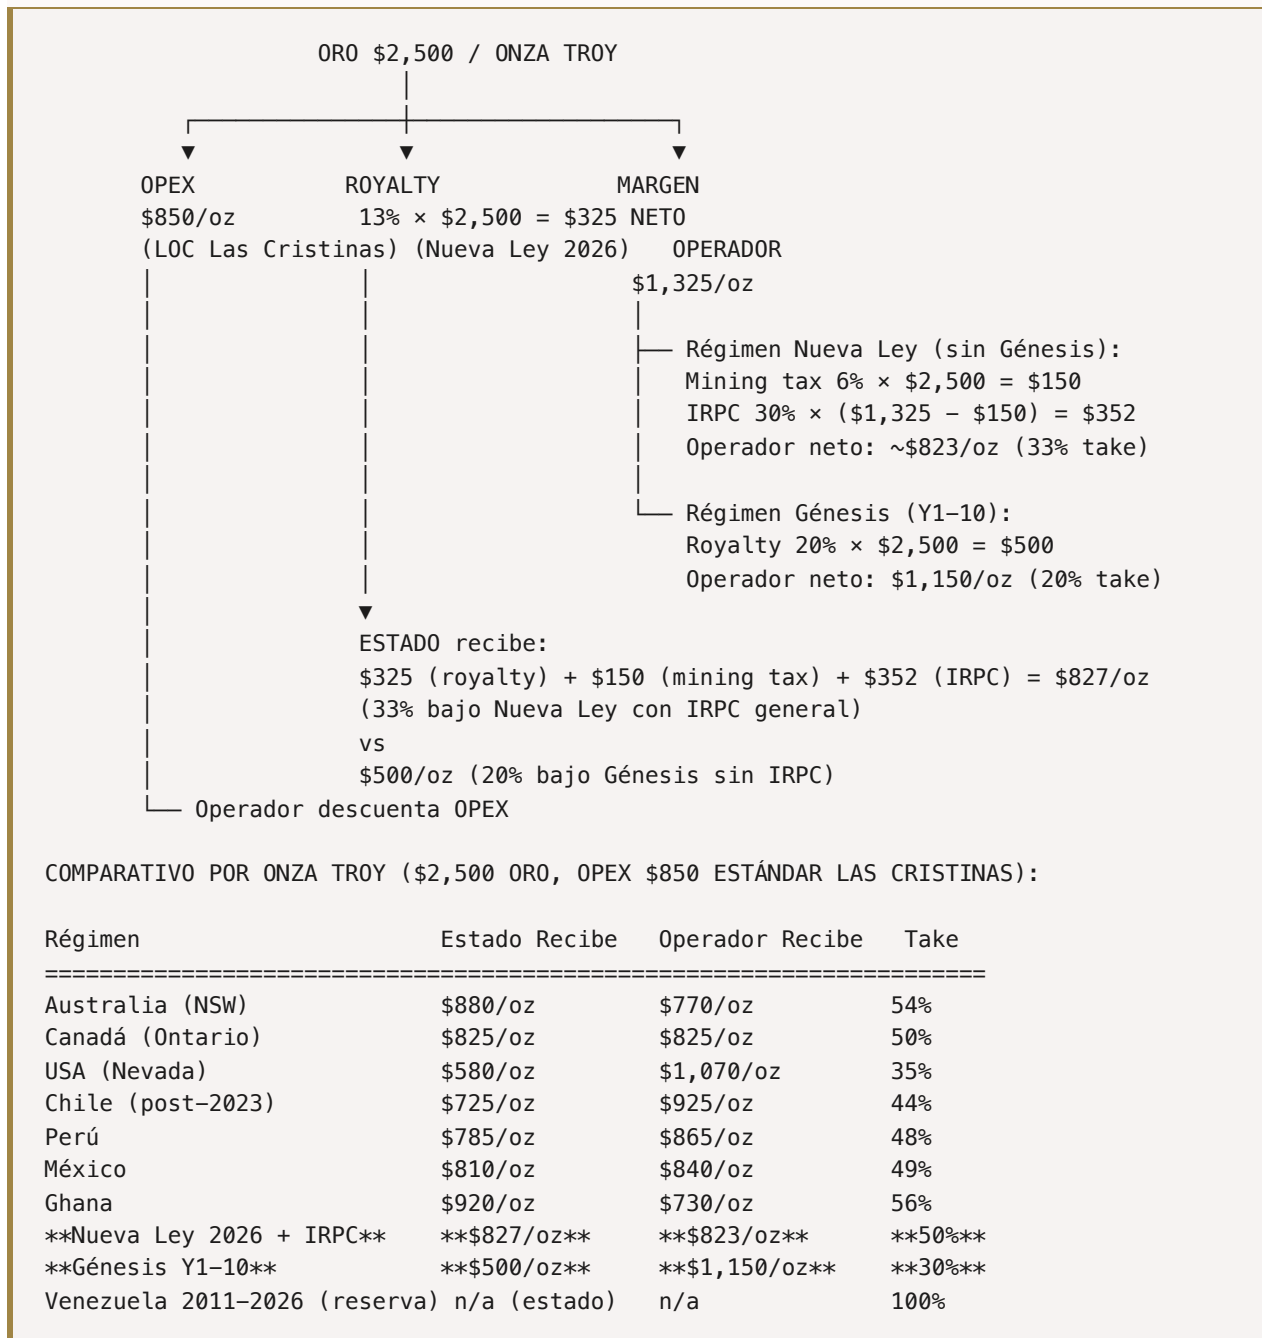 ORO $2,500 / ONZA TROY
OPEX ROYALTY MARGEN
$850/oz 13% × $2,500 = $325 NETO
(LOC Las Cristinas) (Nueva Ley 2026) OPERADOR
$1,325/oz
Régimen Nueva Ley (sin Génesis):
Mining tax 6% × $2,500 = $150
IRPC 30% × ($1,325 − $150) = $352
Operador neto: ~$823/oz (33% take)
Régimen Génesis (Y1–10):
Royalty 20% × $2,500 = $500
Operador neto: $1,150/oz (20% take)
ESTADO recibe:
$325 (royalty) + $150 (mining tax) + $352 (IRPC) = $827/oz
(33% bajo Nueva Ley con IRPC general)
vs
$500/oz (20% bajo Génesis sin IRPC)
Operador descuenta OPEX
COMPARATIVO POR ONZA TROY ($2,500 ORO, OPEX $850 ESTÁNDAR LAS CRISTINAS):
Régimen Estado Recibe Operador Recibe Take
=====================================================================
Australia (NSW) $880/oz $770/oz 54%
Canadá (Ontario) $825/oz $825/oz 50%
USA (Nevada) $580/oz $1,070/oz 35%
Chile (post–2023) $725/oz $925/oz 44%
Perú $785/oz $865/oz 48%
México $810/oz $840/oz 49%
Ghana $920/oz $730/oz 56%
**Nueva Ley 2026 + IRPC** **$827/oz** **$823/oz** **50%**
**Génesis Y1–10** **$500/oz** **$1,150/oz** **30%**
Venezuela 2011–2026 (reserva) n/a (estado) n/a 100%